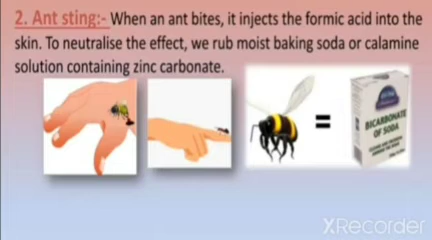 2. Ant sting:- When an ant bites, it injects the formic acid into the
skin. To neutralise the effect, we rub moist baking soda or calamine
solution containing zinc carbonate.
=
BICARBONATE
OF SODA
XRecorder